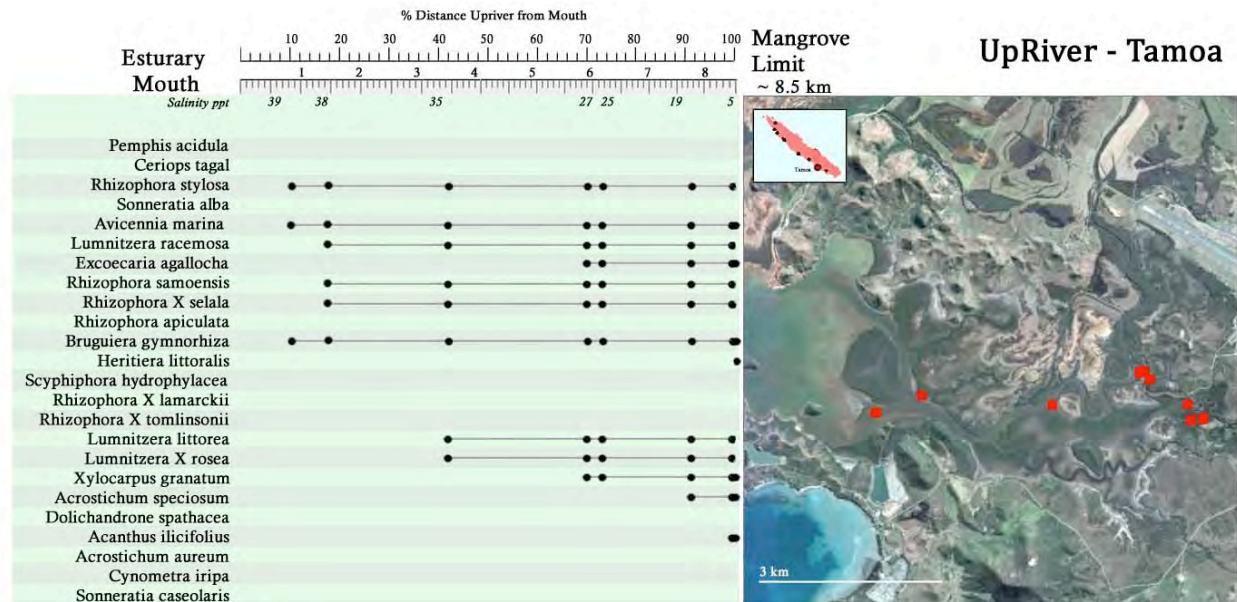 % Distance Upriver from Mouth
10 20 30 40 50 60 70 80 90 100
1 2 3 4 5 6 7 8
Esturary
Mouth
Mangrove
Limit
~ 8.5 km
UpRiver - Tamoa
Salinity ppt 39 38 35 27 25 19 5
Pemphis acidula
Ceriops tagal
Rhizophora stylosa
Sonneratia alba
Avicennia marina
Lumnitzera racemosa
Excoecaria agallocha
Rhizophora samoensis
Rhizophora X selala
Rhizophora apiculata
Bruguiera gymnorhiza
Heritiera littoralis
Scyphiphora hydrophylacea
Rhizophora X lamarckii
Rhizophora X tomlinsonii
Lumnitzera littorea
Lumnitzera X rosea
Xylocarpus granatum
Acrostichum speciosum
Dolichandrone spathacea
Acanthus ilicifolius
Acrostichum aureum
Cynometra iripa
Sonneratia caseolaris
Tamoa
3 km